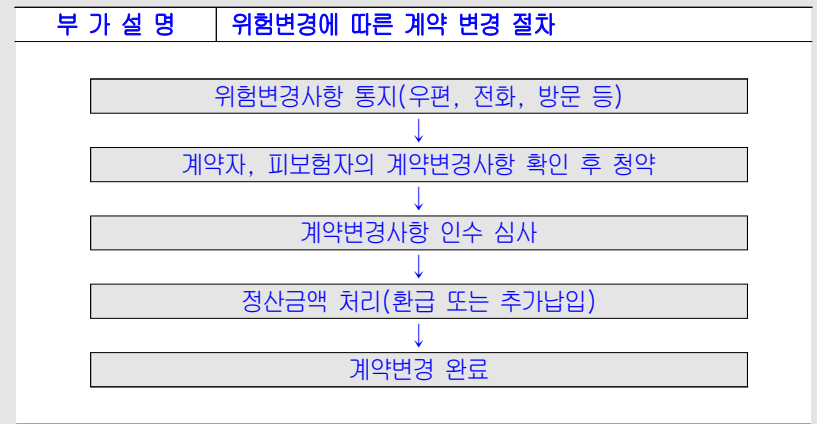 부 가 설 명 위험변경에 따른 계약 변경 절차
위험변경사항 통지(우편, 전화, 방문 등)
↓
계약자, 피보험자의 계약변경사항 확인 후 청약
↓
계약변경사항 인수 심사
↓
정산금액 처리(환급 또는 추가납입)
↓
계약변경 완료